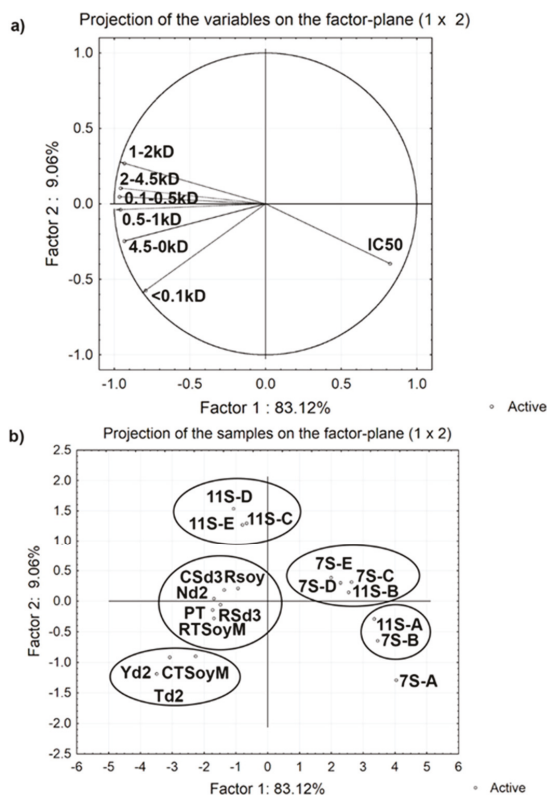 a)
Projection of the variables on the factor-plane (1 x 2)
1.0
0.5
0.0
-0.5
-1.0
Factor 2 : 9.06%
1-2kD
2-4.5kD
0.1-0.5kD
0.5-1kD
4.5-0kD
<0.1kD
IC50
-1.0 -0.5 0.0 0.5 1.0
Factor 1 : 83.12%
Active
b)
Projection of the samples on the factor-plane (1 x 2)
2.5
2.0
1.5
1.0
0.5
0.0
-0.5
-1.0
-1.5
-2.0
-2.5
Factor 2: 9.06%
11S-D
11S-E 11S-C
7S-E
7S-C
7S-D
11S-B
CSd3Rsoy
Nd2
PT RSd3
RTSoyM
11S-A
7S-B
7S-A
Yd2 CTSoyM
Td2
-6 -5 -4 -3 -2 -1 0 1 2 3 4 5 6
Factor 1: 83.12%
Active